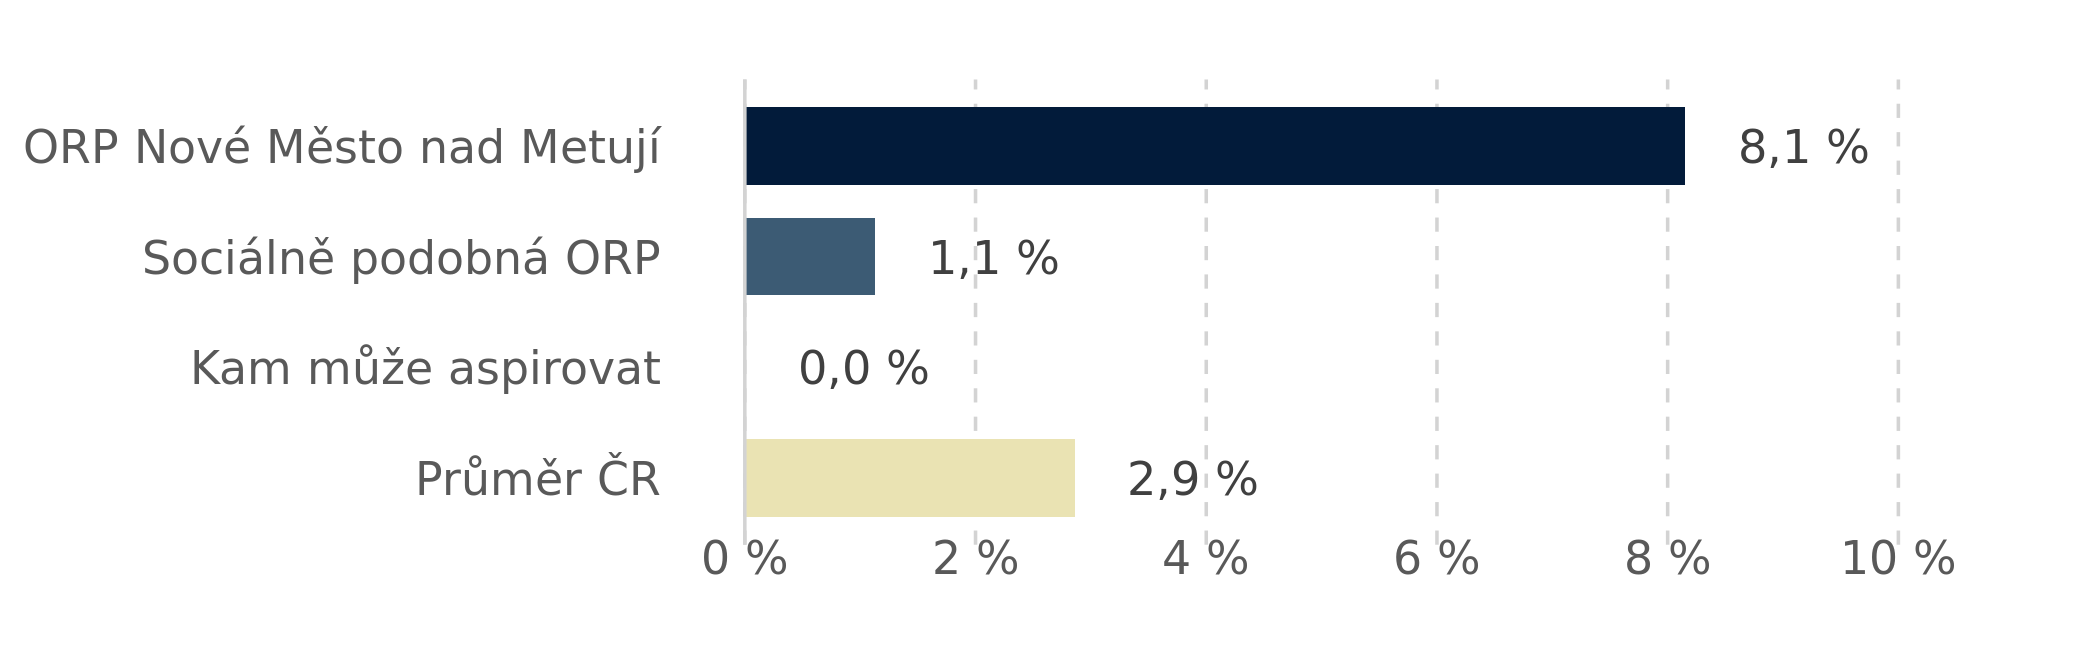 ORP Nové Město nad Metují
8,1 %
Sociálně podobná ORP
1,1 %
Kam může aspirovat
0,0 %
Průměr ČR
2,9 %
0 % 2 % 4 % 6 % 8 % 10 %